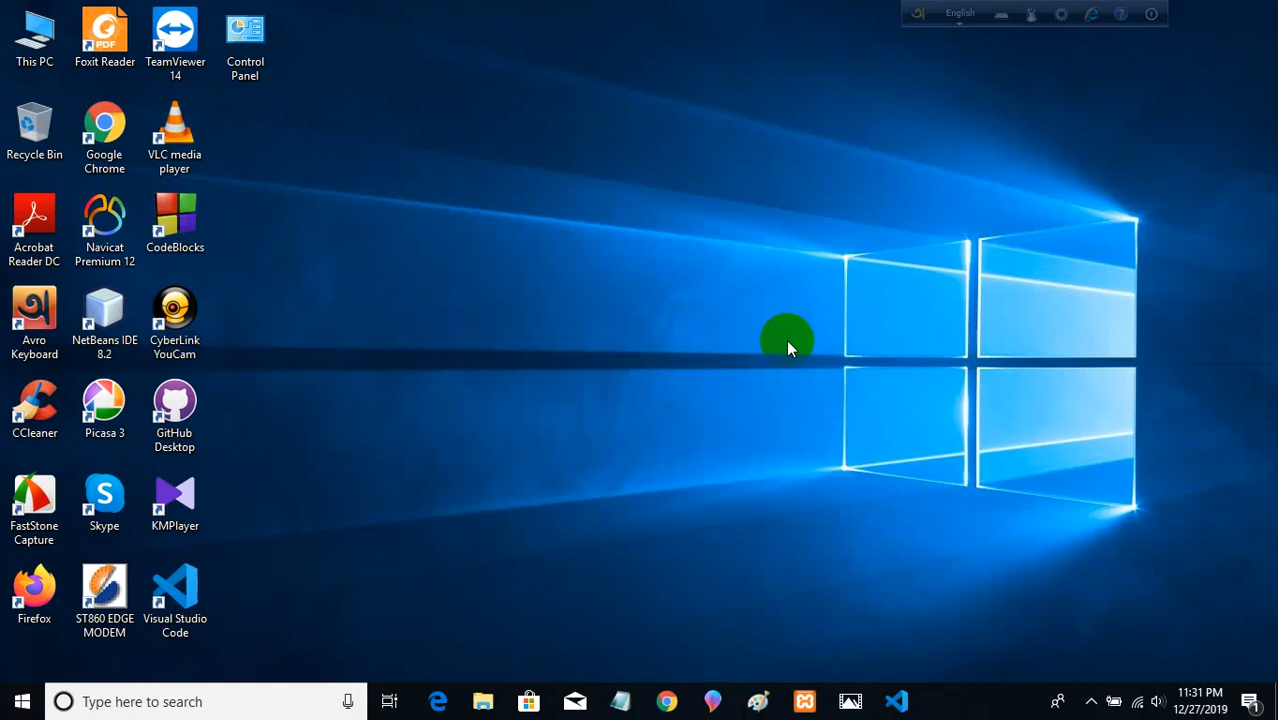 This PC
Foxit Reader
TeamViewer
14
Control
Panel
English
Recycle Bin
Google
Chrome
VLC media
player
Acrobat
Reader DC
Navicat
Premium 12
CodeBlocks
Avro
Keyboard
NetBeans IDE
8.2
CyberLink
YouCam
CCleaner
Picasa 3
GitHub
Desktop
FastStone
Capture
Skype
KMPlayer
Firefox
ST860 EDGE
MODEM
Visual Studio
Code
Type here to search
11:31 PM
12/27/2019
PDF
অ
S
1